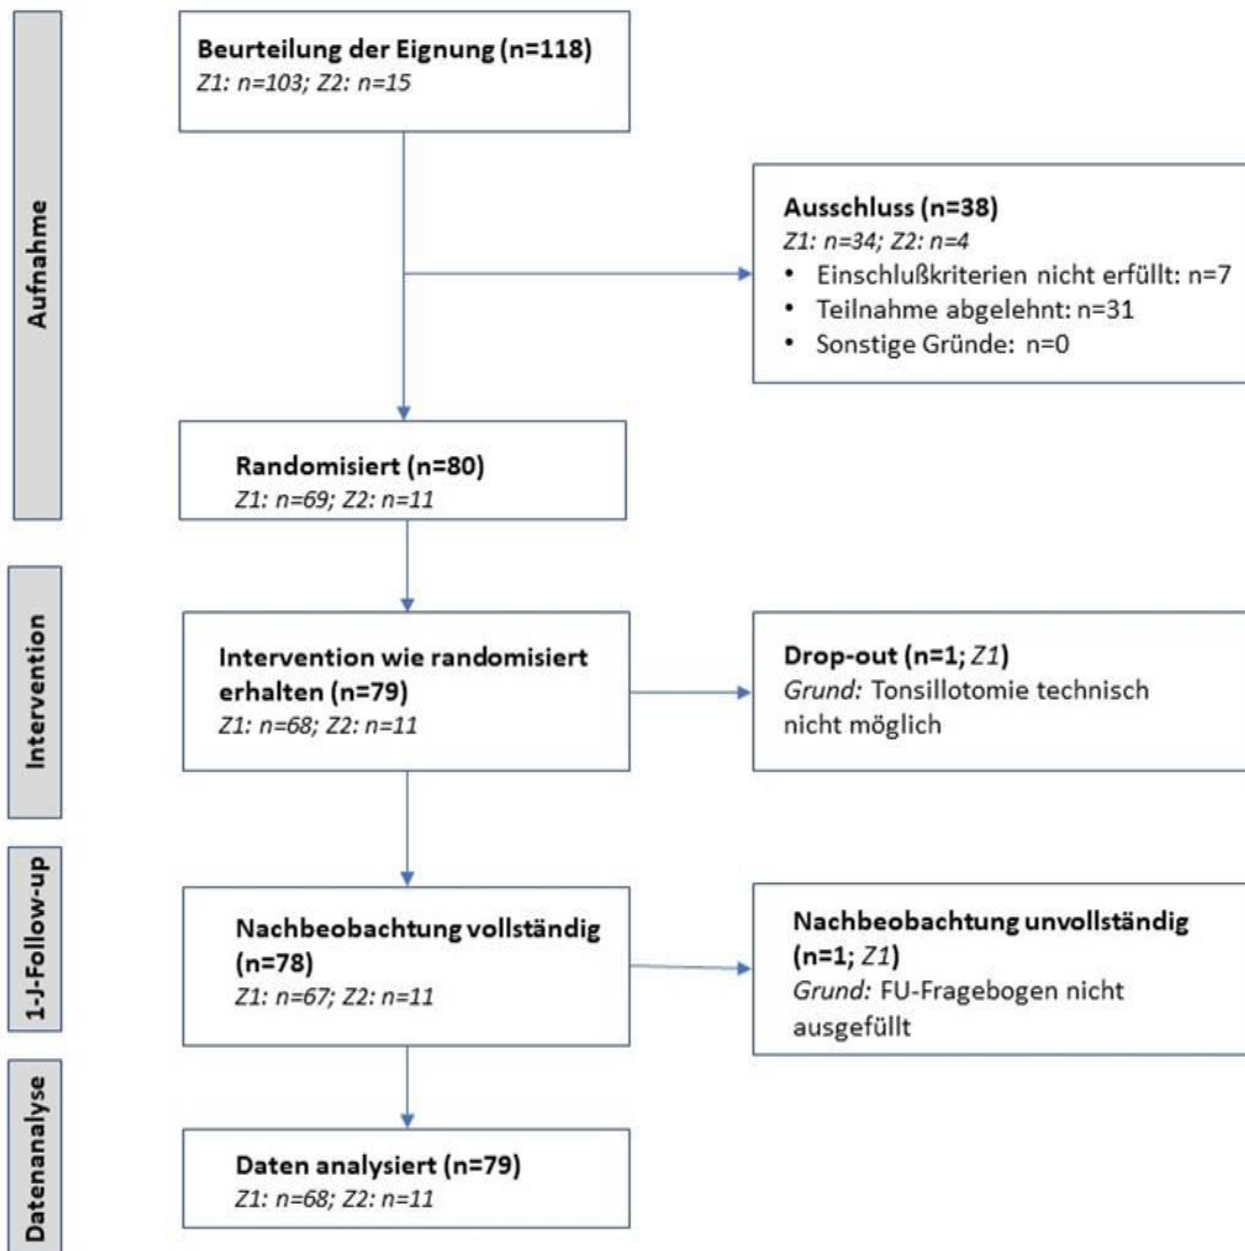 Aufnahme
Beurteilung der Eignung (n=118)
Z1: n=103; Z2: n=15
Ausschluss (n=38)
Z1: n=34; Z2: n=4
• Einschlußkriterien nicht erfüllt: n=7
• Teilnahme abgelehnt: n=31
• Sonstige Gründe: n=0
Randomisiert (n=80)
Z1: n=69; Z2: n=11
Intervention
Intervention wie randomisiert
erhalten (n=79)
Z1: n=68; Z2: n=11
Drop-out (n=1; Z1)
Grund: Tonsillotomie technisch
nicht möglich
1-J-Follow-up
Nachbeobachtung vollständig
(n=78)
Z1: n=67; Z2: n=11
Nachbeobachtung unvollständig
(n=1; Z1)
Grund: FU-Fragebogen nicht
ausgefüllt
Datenanalyse
Daten analysiert (n=79)
Z1: n=68; Z2: n=11